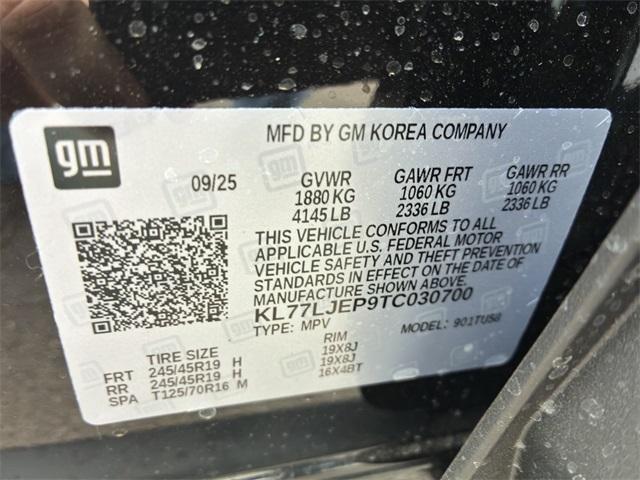 gm
MFD BY GM KOREA COMPANY
09/25 GVWR GAWR FRT GAWR RR
1880 KG 1060 KG 1060 KG
4145 LB 2336 LB 2336 LB
THIS VEHICLE CONFORMS TO ALL
APPLICABLE U.S. FEDERAL MOTOR
VEHICLE SAFETY AND THEFT PREVENTION
STANDARDS IN EFFECT ON THE DATE OF
MANUFACTURE SHOWN ABOVE.
KL77LJEP9TC030700
TYPE: MPV MODEL: 901TU58
TIRE SIZE RIM
FRT 245/45R19 H 19X8J
RR 245/45R19 H 19X8J
SPA T125/70R16 M 16X4BT